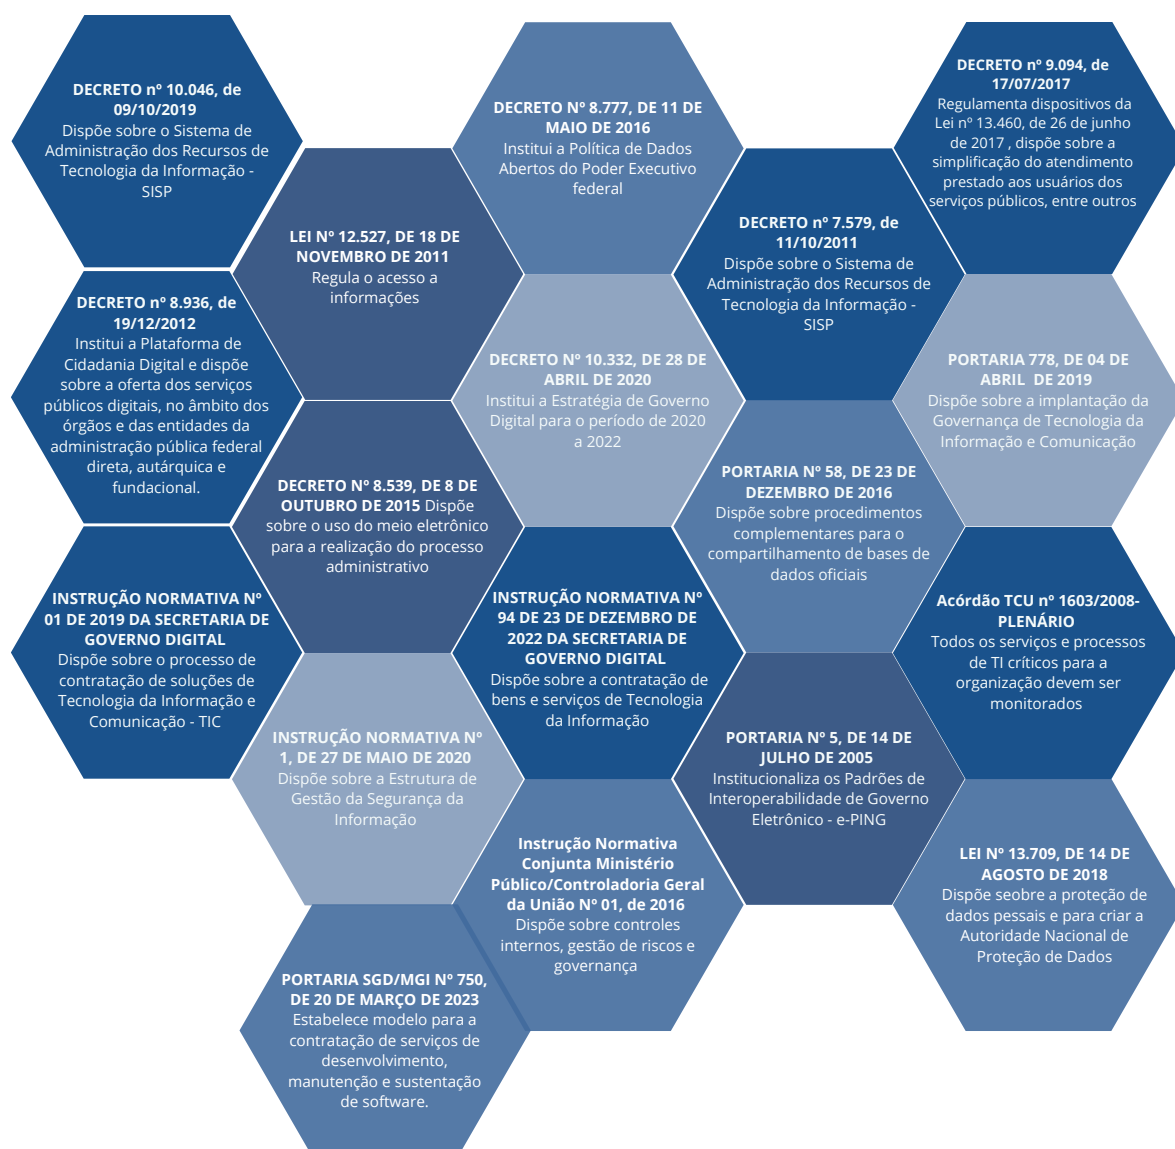 DECRETO nº 10.046, de
09/10/2019
Dispõe sobre o Sistema de
Administração dos Recursos de
Tecnologia da Informação -
SISP
DECRETO Nº 8.777, DE 11 DE
MAIO DE 2016
Institui a Política de Dados
Abertos do Poder Executivo
federal
DECRETO nº 9.094, de
17/07/2017
Regulamenta dispositivos da
Lei nº 13.460, de 26 de junho
de 2017 , dispõe sobre a
simplificação do atendimento
prestado aos usuários dos
serviços públicos, entre outros
LEI Nº 12.527, DE 18 DE
NOVEMBRO DE 2011
Regula o acesso a
informações
DECRETO nº 7.579, de
11/10/2011
Dispõe sobre o Sistema de
Administração dos Recursos de
Tecnologia da Informação -
SISP
DECRETO nº 8.936, de
19/12/2012
Institui a Plataforma de
Cidadania Digital e dispõe
sobre a oferta dos serviços
públicos digitais, no âmbito dos
órgãos e das entidades da
administração pública federal
direta, autárquica e
fundacional.
DECRETO Nº 10.332, DE 28 DE
ABRIL DE 2020
Institui a Estratégia de Governo
Digital para o período de 2020
a 2022
PORTARIA 778, DE 04 DE
ABRIL DE 2019
Dispõe sobre a implantação da
Governança de Tecnologia da
Informação e Comunicação
DECRETO Nº 8.539, DE 8 DE
OUTUBRO DE 2015 Dispõe
sobre o uso do meio eletrônico
para a realização do processo
administrativo
PORTARIA Nº 58, DE 23 DE
DEZEMBRO DE 2016
Dispõe sobre procedimentos
complementares para o
compartilhamento de bases de
dados oficiais
INSTRUÇÃO NORMATIVA Nº
01 DE 2019 DA SECRETARIA DE
GOVERNO DIGITAL
Dispõe sobre o processo de
contratação de soluções de
Tecnologia da Informação e
Comunicação - TIC
INSTRUÇÃO NORMATIVA Nº
94 DE 23 DE DEZEMBRO DE
2022 DA SECRETARIA DE
GOVERNO DIGITAL
Dispõe sobre a contratação de
bens e serviços de Tecnologia
da Informação
Acórdão TCU nº 1603/2008-
PLENÁRIO
Todos os serviços e processos
de TI críticos para a
organização devem ser
monitorados
INSTRUÇÃO NORMATIVA Nº
1, DE 27 DE MAIO DE 2020
Dispõe sobre a Estrutura de
Gestão da Segurança da
Informação
PORTARIA Nº 5, DE 14 DE
JULHO DE 2005
Institucionaliza os Padrões de
Interoperabilidade de Governo
Eletrônico - e-PING
Instrução Normativa
Conjunta Ministério
Público/Controladoria Geral
da União Nº 01, de 2016
Dispõe sobre controles
internos, gestão de riscos e
governança
LEI Nº 13.709, DE 14 DE
AGOSTO DE 2018
Dispõe seobre a proteção de
dados pessais e para criar a
Autoridade Nacional de
Proteção de Dados
PORTARIA SGD/MGI Nº 750,
DE 20 DE MARÇO DE 2023
Estabelece modelo para a
contratação de serviços de
desenvolvimento,
manutenção e sustentação
de software.